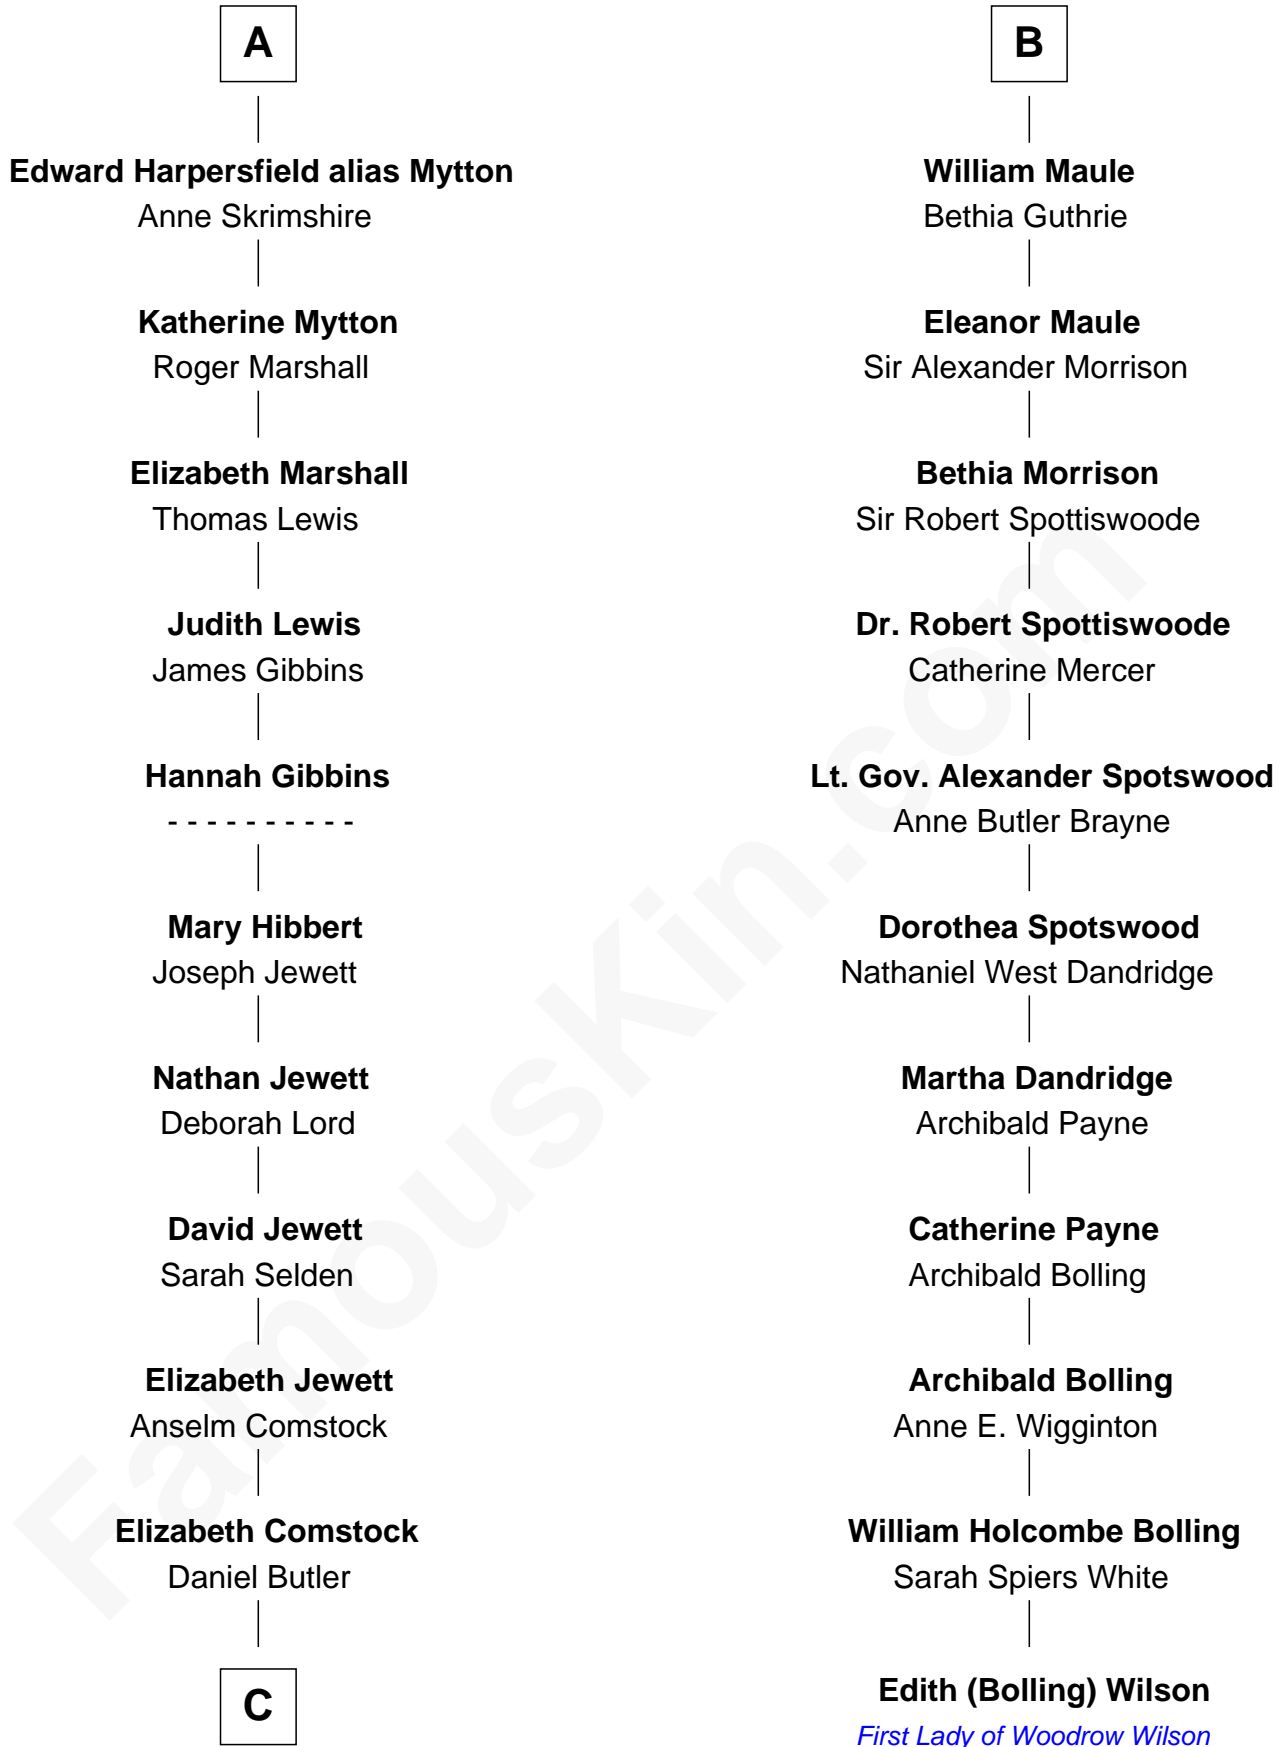 A
Edward Harpersfield alias Mytton
Anne Skrimshire
Katherine Mytton
Roger Marshall
Elizabeth Marshall
Thomas Lewis
Judith Lewis
James Gibbins
Hannah Gibbins
- - - - - - - - - -
Mary Hibbert
Joseph Jewett
Nathan Jewett
Deborah Lord
David Jewett
Sarah Selden
Elizabeth Jewett
Anselm Comstock
Elizabeth Comstock
Daniel Butler
C
B
William Maule
Bethia Guthrie
Eleanor Maule
Sir Alexander Morrison
Bethia Morrison
Sir Robert Spottiswoode
Dr. Robert Spottiswoode
Catherine Mercer
Lt. Gov. Alexander Spotswood
Anne Butler Brayne
Dorothea Spotswood
Nathaniel West Dandridge
Martha Dandridge
Archibald Payne
Catherine Payne
Archibald Bolling
Archibald Bolling
Anne E. Wigginton
William Holcombe Bolling
Sarah Spiers White
Edith (Bolling) Wilson
First Lady of Woodrow Wilson
FamousKin.com